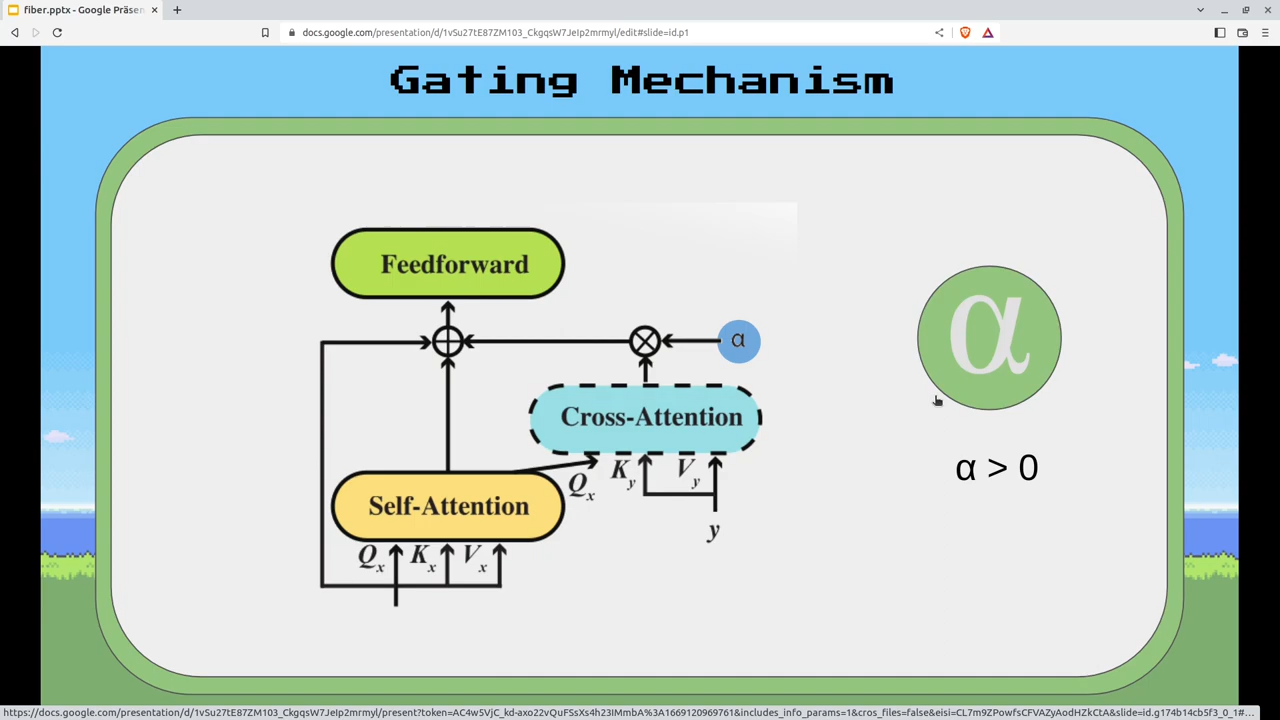 fiber.pptx - Google Präsen
docs.google.com/presentation/d/1vSu27tE87ZM103_CkgqsW7JeIp2mrmyl/edit#slide=id.p1
Gating Mechanism
Feedforward
α
α
Cross-Attention
α > 0
Qx Ky Vy
Self-Attention
y
Qx Kx Vx
https://docs.google.com/presentation/d/1vSu27tE87ZM103_CkgqsW7JeIp2mrmyl/present?token=AC4w5VjC_kd-axo22vQuFSsXs4h23IMmbA%3A1669120969761&includes_info_params=1&cros_files=false&eisi=CL7m9ZPowfsCFVAZyAodHZkCtA&slide=id.g174b14cb5f3_0_1#...